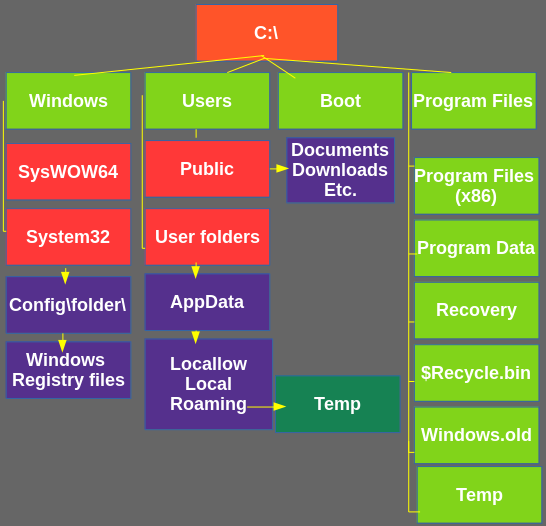 C:\
Windows
Users
Boot
Program Files
SysWOW64
Public
Documents
Downloads
Etc.
Program Files
(x86)
System32
User folders
Program Data
Config\folder\
AppData
Recovery
Windows
Registry files
Locallow
Local
Roaming
Temp
$Recycle.bin
Windows.old
Temp